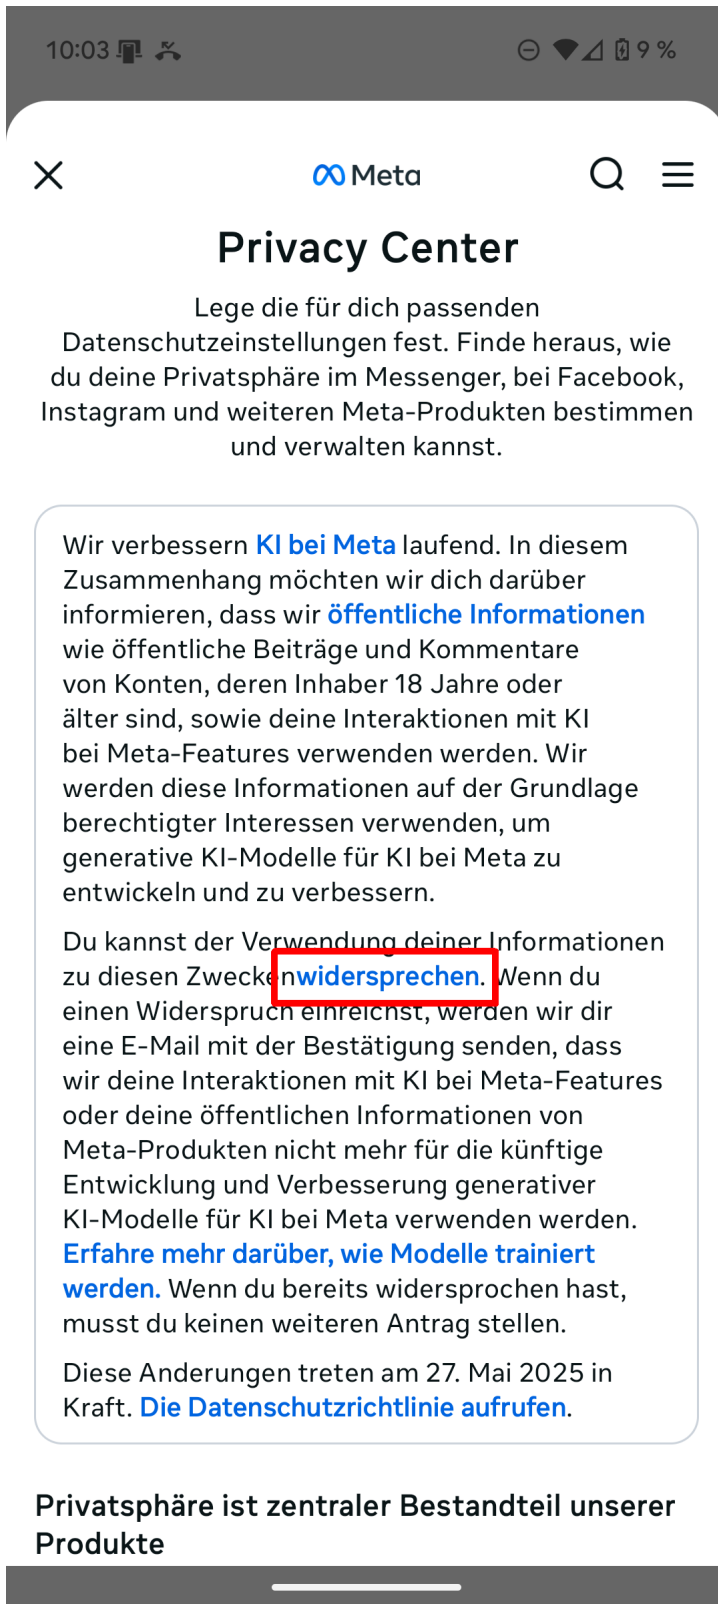 10:03 9 %
Meta
Privacy Center
Lege die für dich passenden
Datenschutzeinstellungen fest. Finde heraus, wie
du deine Privatsphäre im Messenger, bei Facebook,
Instagram und weiteren Meta-Produkten bestimmen
und verwalten kannst.
Wir verbessern KI bei Meta laufend. In diesem
Zusammenhang möchten wir dich darüber
informieren, dass wir öffentliche Informationen
wie öffentliche Beiträge und Kommentare
von Konten, deren Inhaber 18 Jahre oder
älter sind, sowie deine Interaktionen mit KI
bei Meta-Features verwenden werden. Wir
werden diese Informationen auf der Grundlage
berechtigter Interessen verwenden, um
generative KI-Modelle für KI bei Meta zu
entwickeln und zu verbessern.
Du kannst der Verwendung deiner Informationen
zu diesen Zwecken widersprechen. Wenn du
einen Widerspruch einreichst, werden wir dir
eine E-Mail mit der Bestätigung senden, dass
wir deine Interaktionen mit KI bei Meta-Features
oder deine öffentlichen Informationen von
Meta-Produkten nicht mehr für die künftige
Entwicklung und Verbesserung generativer
KI-Modelle für KI bei Meta verwenden werden.
Erfahre mehr darüber, wie Modelle trainiert
werden. Wenn du bereits widersprochen hast,
musst du keinen weiteren Antrag stellen.
Diese Änderungen treten am 27. Mai 2025 in
Kraft. Die Datenschutzrichtlinie aufrufen.
Privatsphäre ist zentraler Bestandteil unserer
Produkte